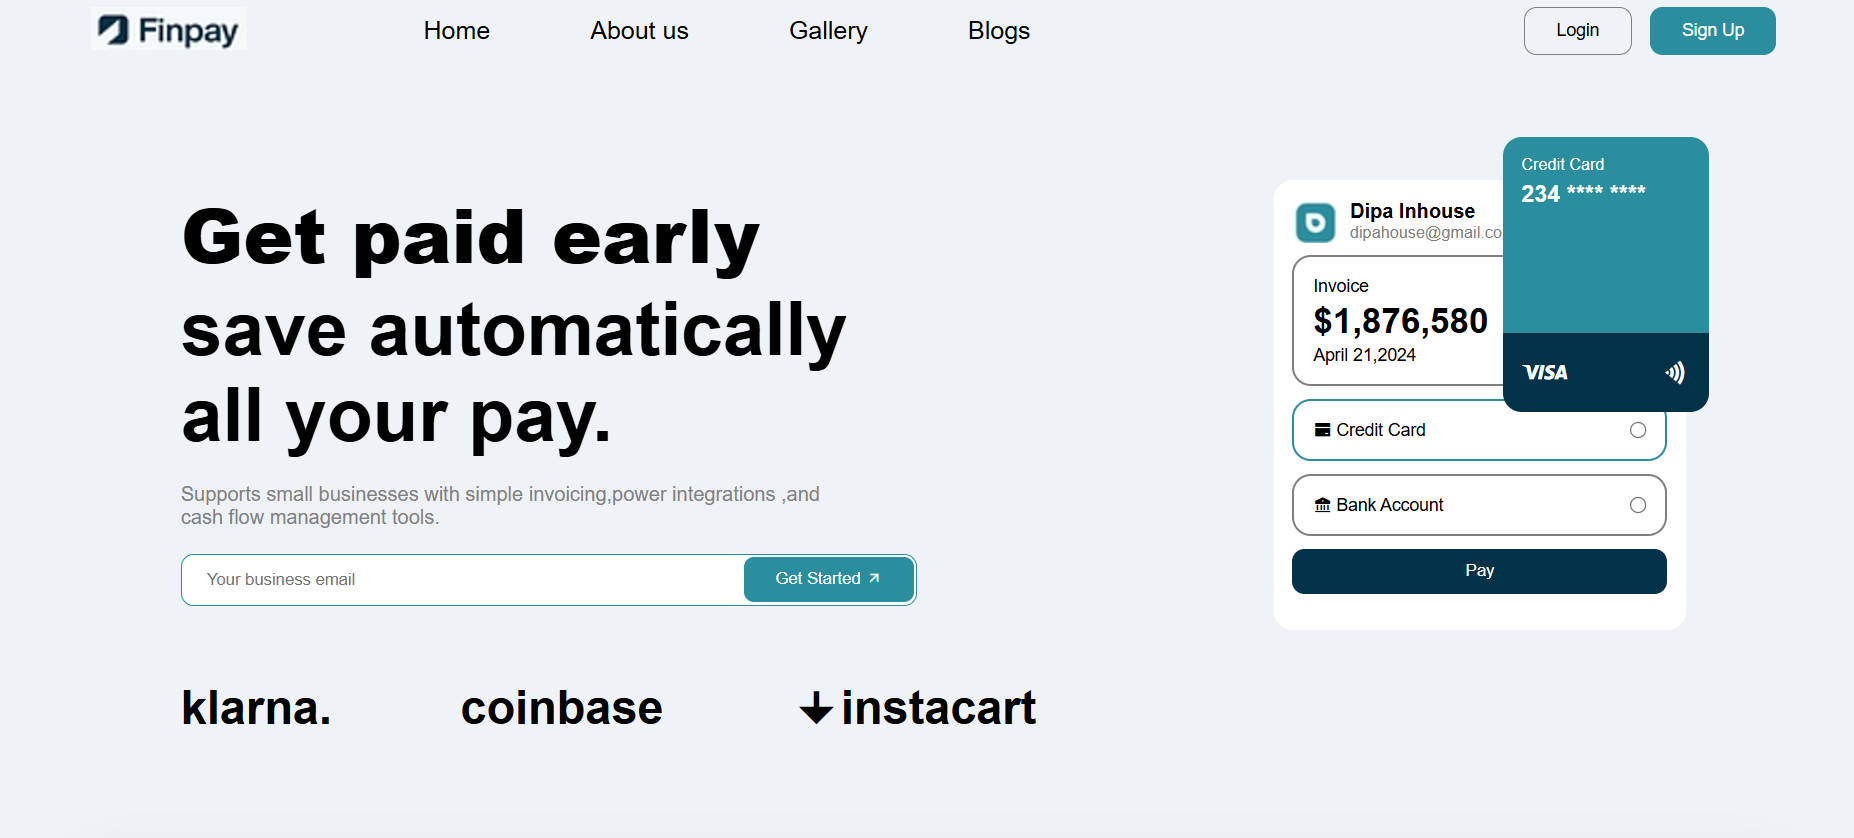 Finpay
Home
About us
Gallery
Blogs
Login
Sign Up
Get paid early
save automatically
all your pay.
Supports small businesses with simple invoicing,power integrations ,and
cash flow management tools.
Your business email
Get Started
klarna.
coinbase
instacart
Credit Card
234 **** ****
VISA
Dipa Inhouse
dipahouse@gmail.co
Invoice
$1,876,580
April 21,2024
Credit Card
Bank Account
Pay